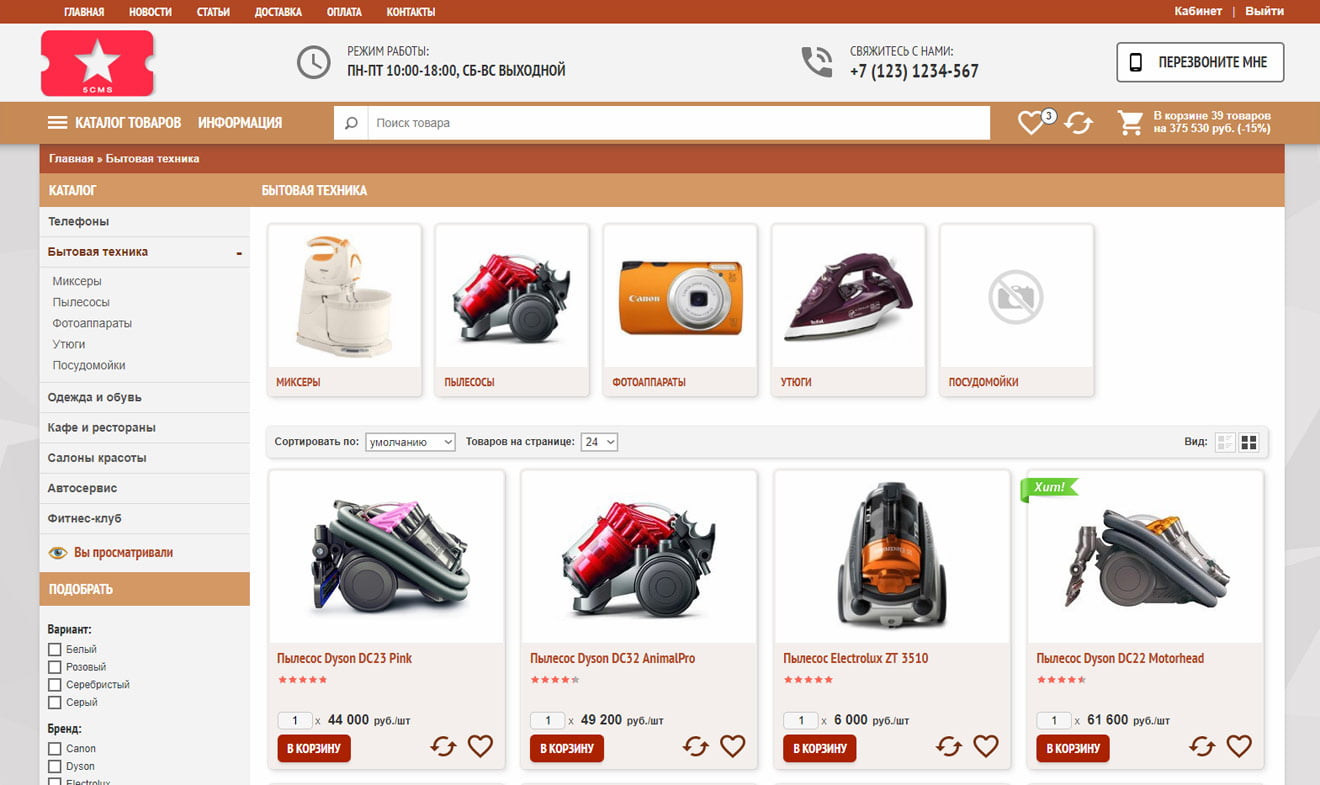 ГЛАВНАЯ НОВОСТИ СТАТЬИ ДОСТАВКА ОПЛАТА КОНТАКТЫ Кабинет | Выйти
5CMS
РЕЖИМ РАБОТЫ:
ПН-ПТ 10:00-18:00, СБ-ВС ВЫХОДНОЙ
СВЯЖИТЕСЬ С НАМИ:
+7 (123) 1234-567
ПЕРЕЗВОНИТЕ МНЕ
КАТАЛОГ ТОВАРОВ ИНФОРМАЦИЯ
Поиск товара
3
В корзине 39 товаров
на 375 530 руб. (-15%)
Главная » Бытовая техника
КАТАЛОГ
Телефоны
Бытовая техника -
Миксеры
Пылесосы
Фотоаппараты
Утюги
Посудомойки
Одежда и обувь
Кафе и рестораны
Салоны красоты
Автосервис
Фитнес-клуб
Вы просматривали
ПОДОБРАТЬ
Вариант:
Белый
Розовый
Серебристый
Серый
Бренд:
Canon
Dyson
Electrolux
БЫТОВАЯ ТЕХНИКА
Canon
Tefal
МИКСЕРЫ ПЫЛЕСОСЫ ФОТОАППАРАТЫ УТЮГИ ПОСУДОМОЙКИ
Сортировать по: умолчанию Товаров на странице: 24 Вид:
Хит!
Пылесос Dyson DC23 Pink
1 x 44 000 руб./шт
В КОРЗИНУ
Пылесос Dyson DC32 AnimalPro
1 x 49 200 руб./шт
В КОРЗИНУ
Пылесос Electrolux ZT 3510
1 x 6 000 руб./шт
В КОРЗИНУ
Пылесос Dyson DC22 Motorhead
1 x 61 600 руб./шт
В КОРЗИНУ